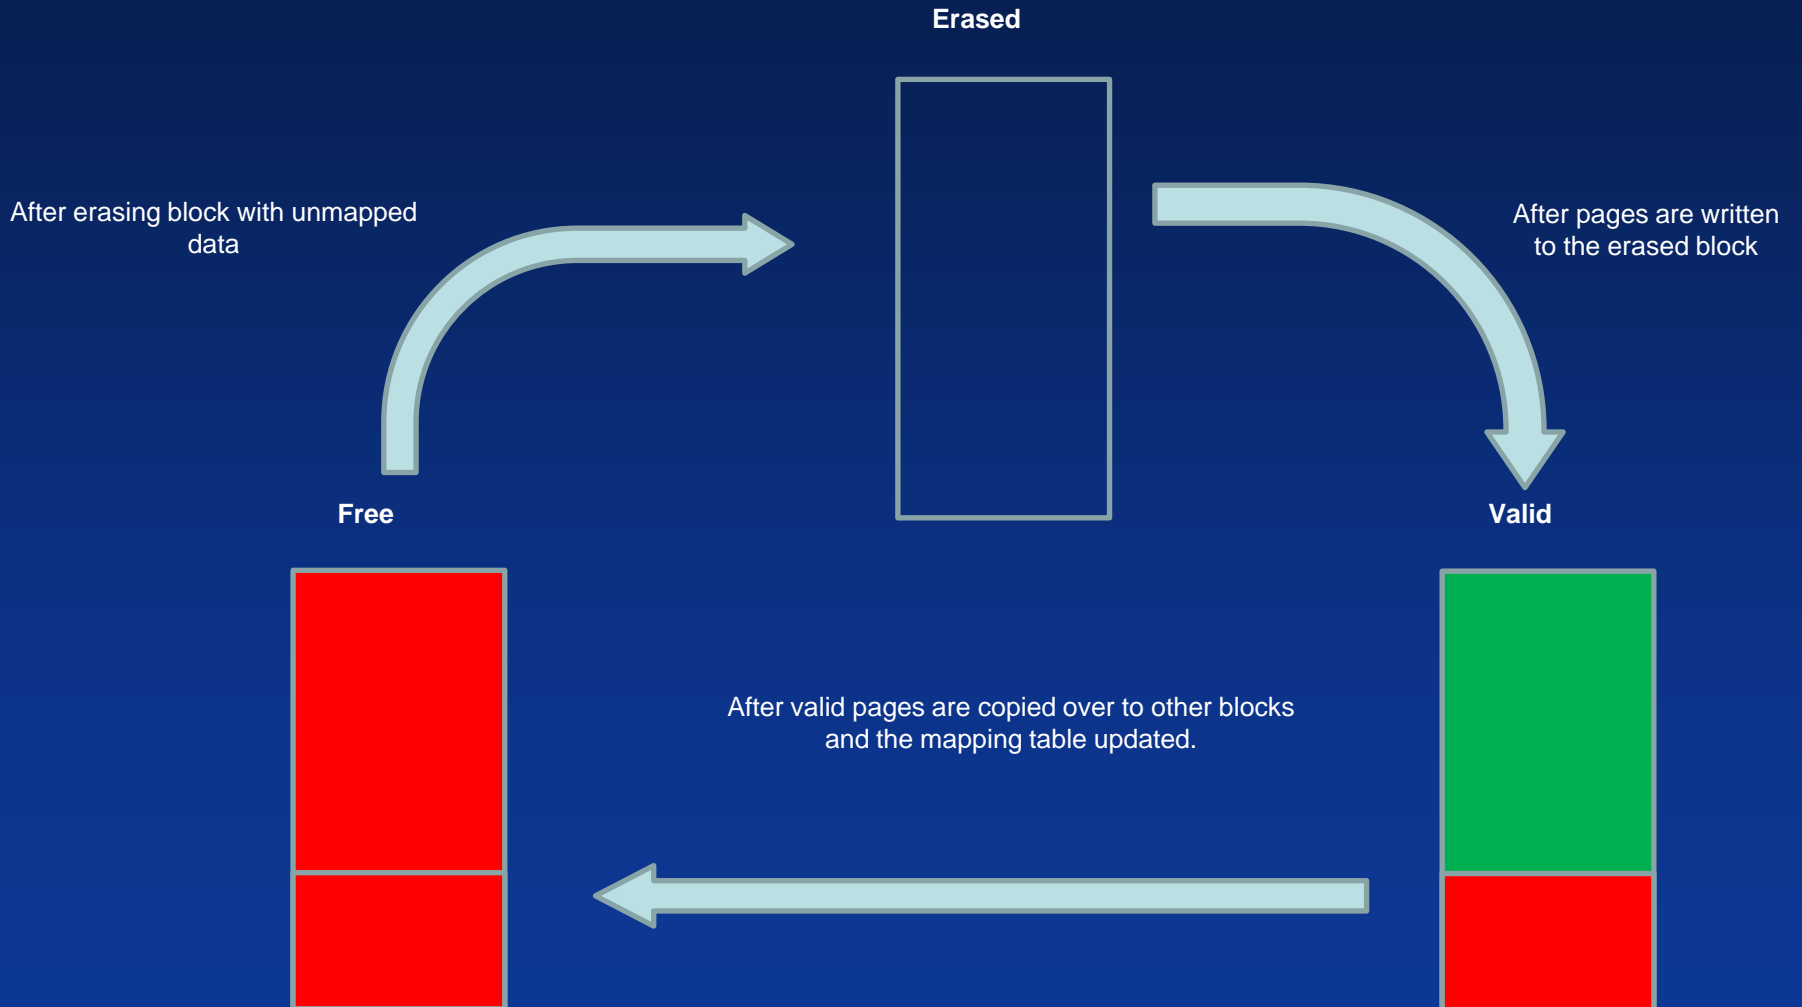 Erased
After erasing block with unmapped
data
After pages are written
to the erased block
Free
Valid
After valid pages are copied over to other blocks
and the mapping table updated.